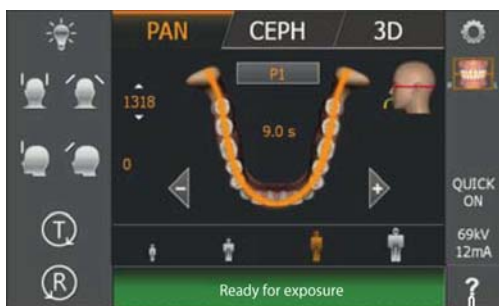 PAN
CEPH
3D
P1
1318
9.0 s
0
-
+
QUICK
ON
69kV
12mA
T
R
Ready for exposure
?